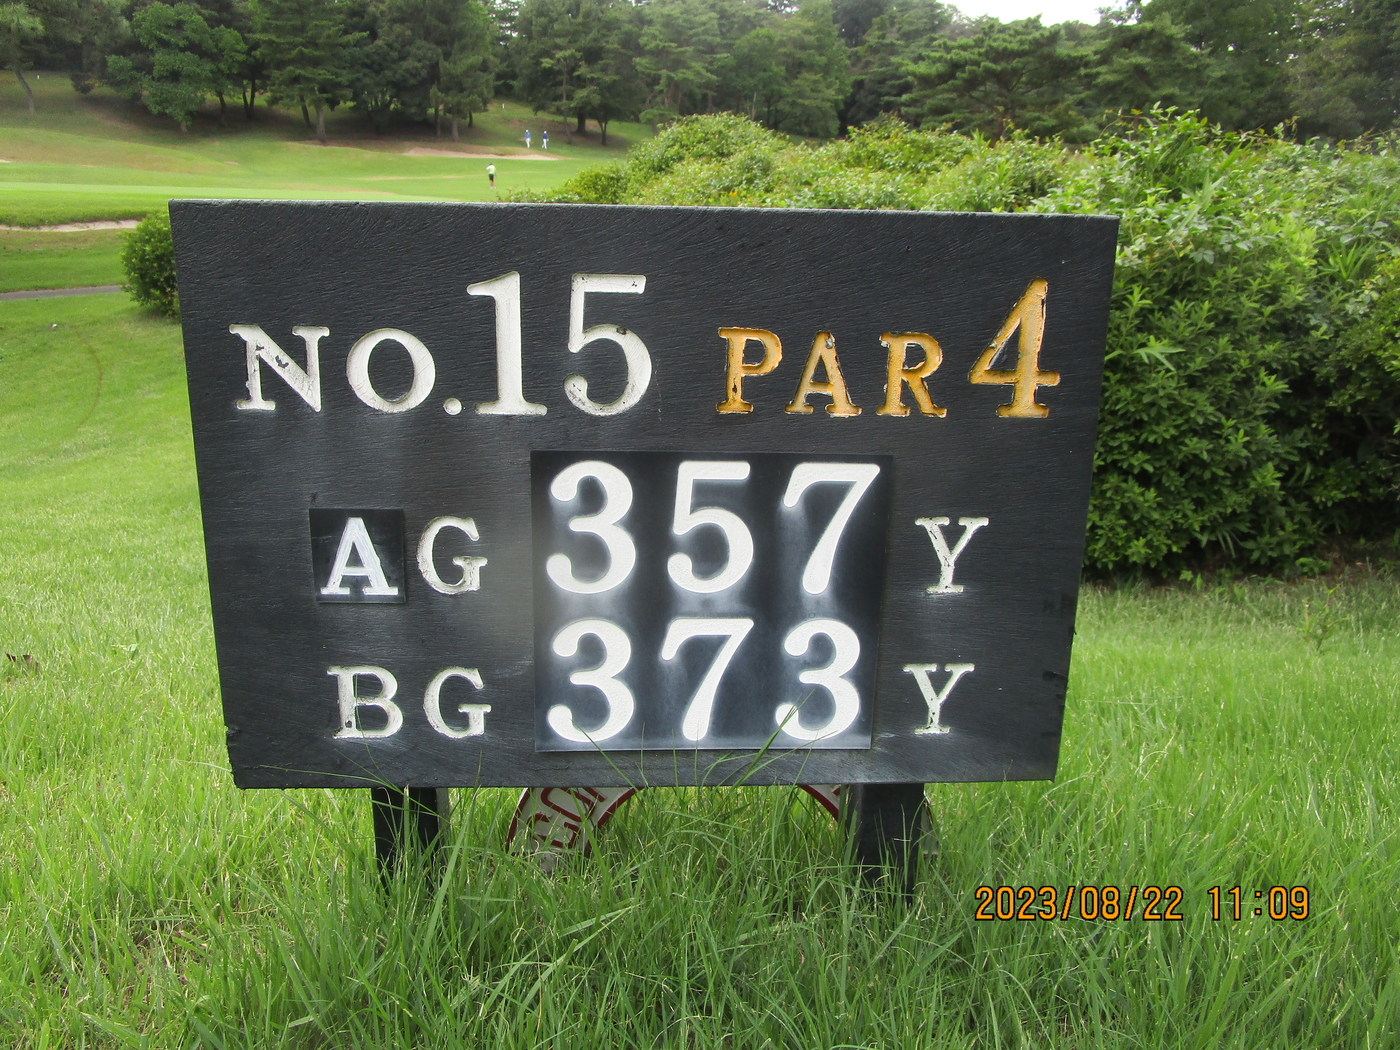 NO.15 PAR 4
AG 357 Y
BG 373 Y
2023/08/22 11:09